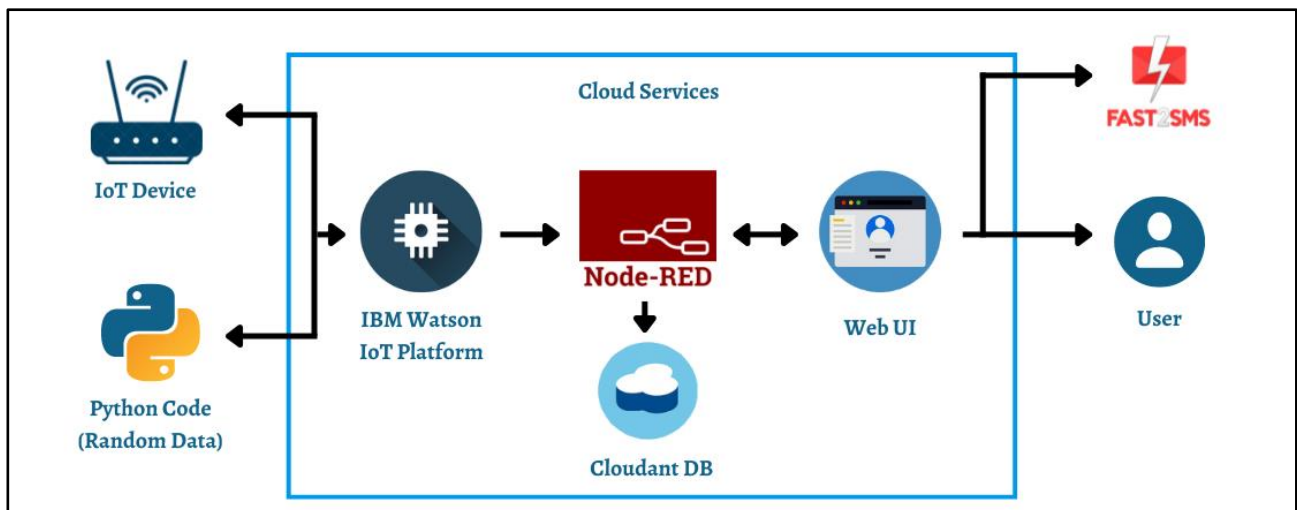 Cloud Services
FAST2SMS
IoT Device
Node-RED
IBM Watson
IoT Platform
Web UI
User
Python Code
(Random Data)
Cloudant DB